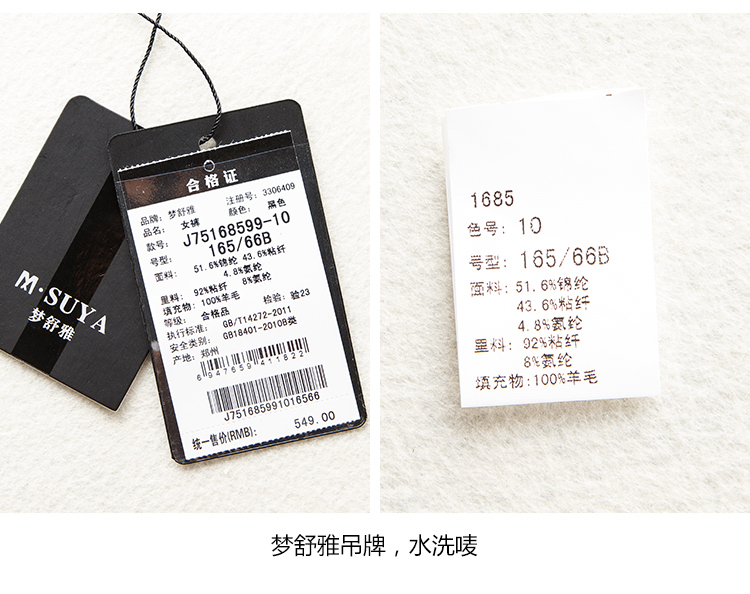 M·SUYA
梦舒雅
合格证
品牌: 梦舒雅 注册号: 3306409
品名: 女裤 颜色: 黑色
款号: J75168599-10
号型: 165/66B
面料: 51.6%锦纶 43.6%粘纤
4.8%氨纶
里料: 92%粘纤 8%氨纶
填充物: 100%羊毛
等级: 合格品 检验: 验23
执行标准: GB/T14272-2011
安全类别: GB18401-2010B类
产地: 郑州
6947659411822
J751685991016566
统一售价(RMB): 549.00
1685
色号: 10
号型: 165/66B
面料: 51.6%锦纶
43.6%粘纤
4.8%氨纶
里料: 92%粘纤
8%氨纶
填充物:100%羊毛
梦舒雅吊牌，水洗唛